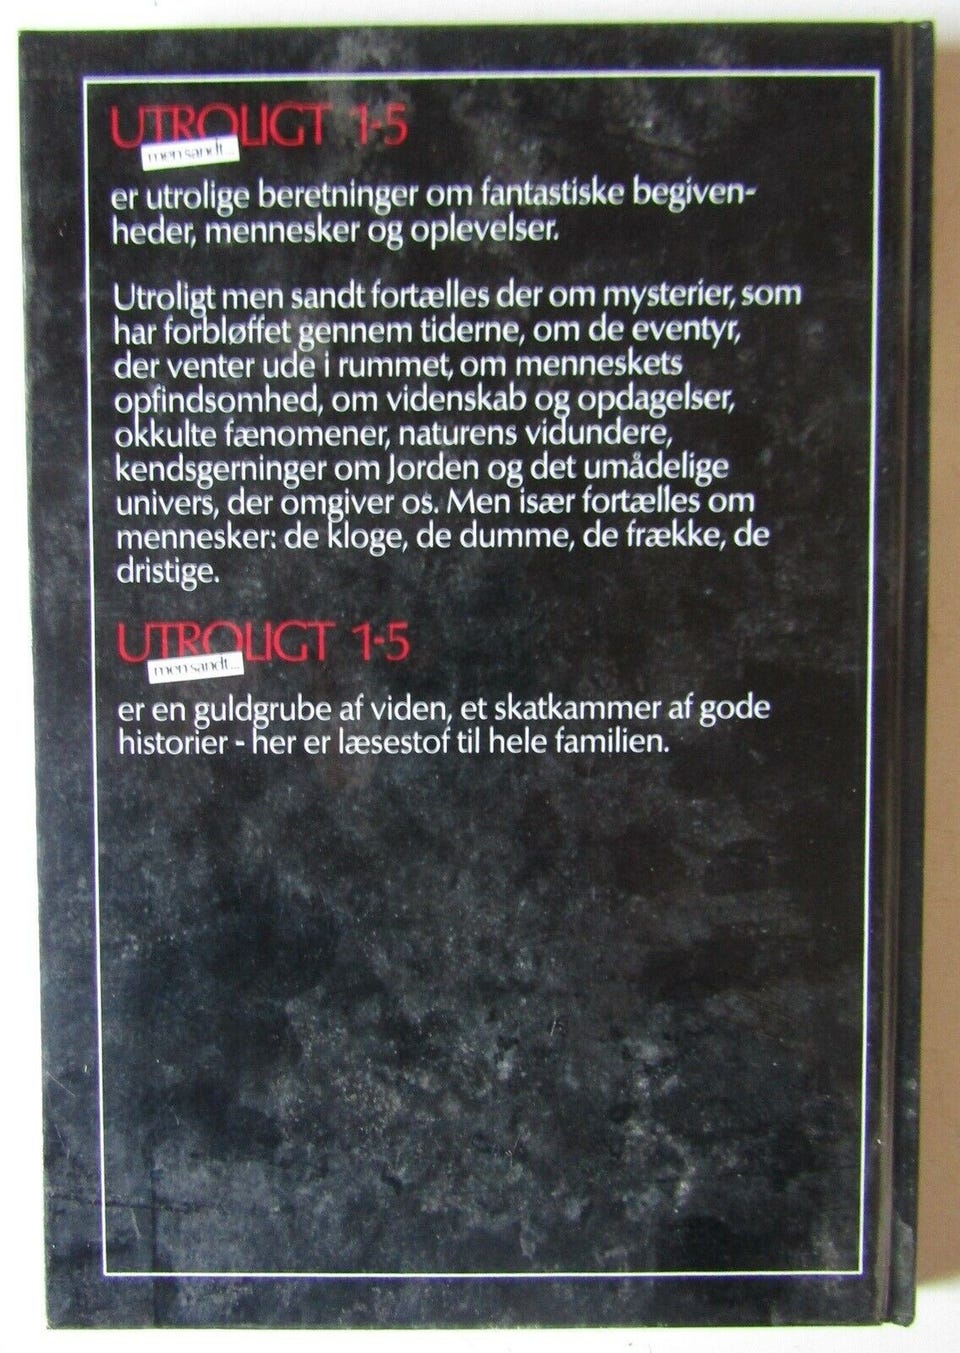 UTROLIGT 1-5
men sandt...
er utrolige beretninger om fantastiske begiven-
heder, mennesker og oplevelser.
Utroligt men sandt fortælles der om mysterier, som
har forbløffet gennem tiderne, om de eventyr,
der venter ude i rummet, om menneskets
opfindsomhed, om videnskab og opdagelser,
okkulte fænomener, naturens vidundere,
kendsgerninger om Jorden og det umådelige
univers, der omgiver os. Men især fortælles om
mennesker: de kloge, de dumme, de frække, de
dristige.
UTROLIGT 1-5
men sandt...
er en guldgrube af viden, et skatkammer af gode
historier - her er læsestof til hele familien.